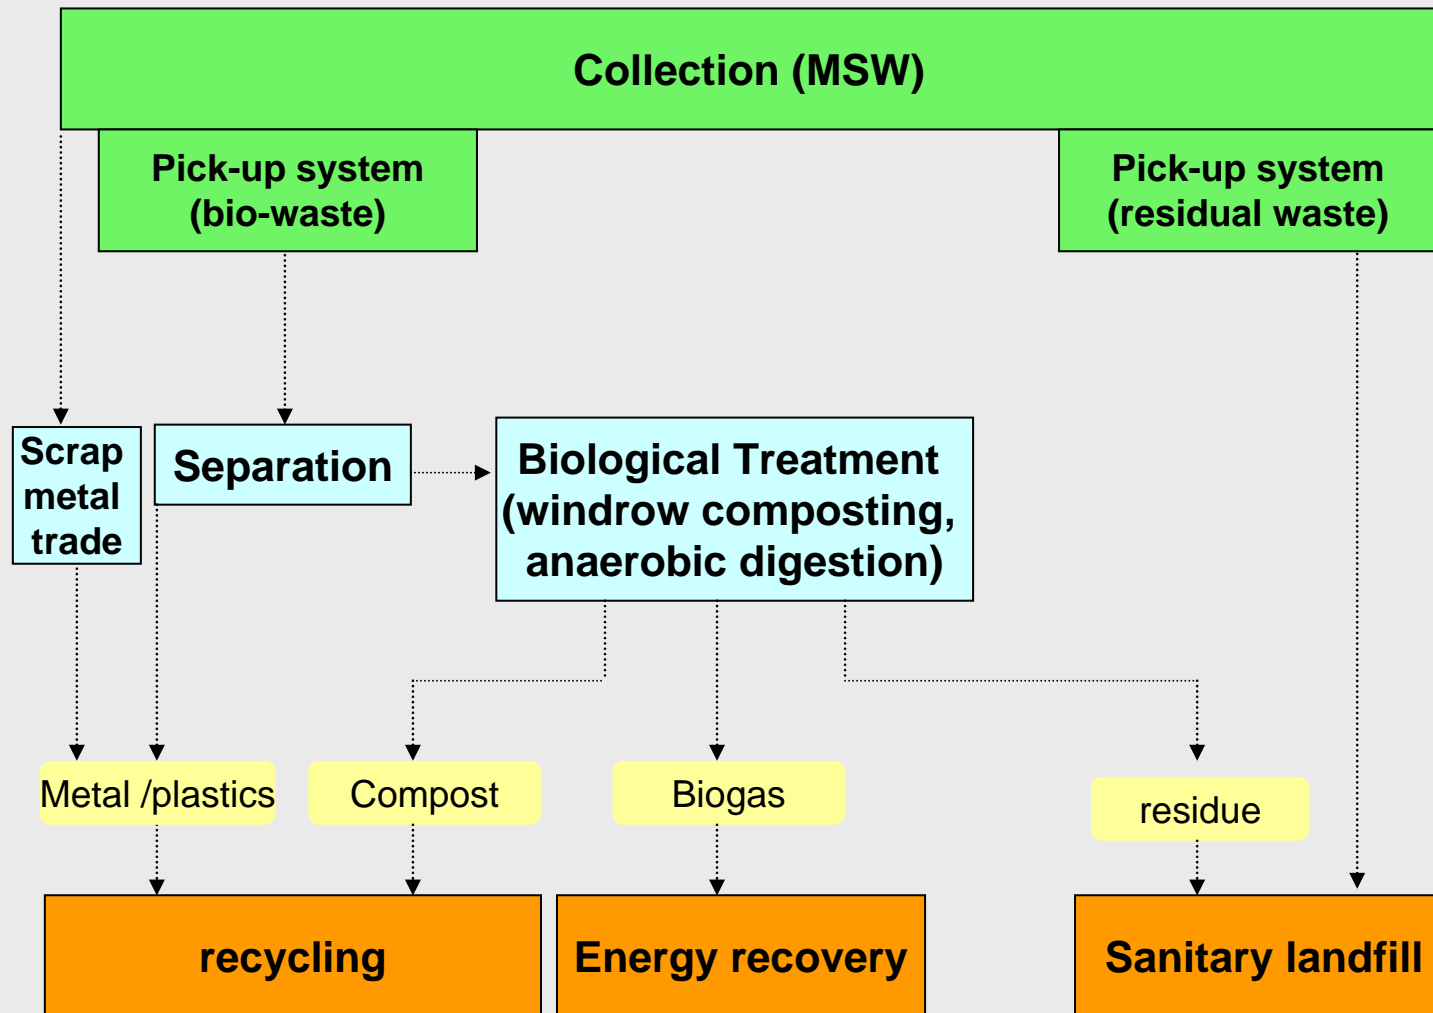 Collection (MSW)
Pick-up system
(bio-waste)
Pick-up system
(residual waste)
Scrap
metal
trade
Separation
Biological Treatment
(windrow composting,
anaerobic digestion)
Metal /plastics
Compost
Biogas
residue
recycling
Energy recovery
Sanitary landfill